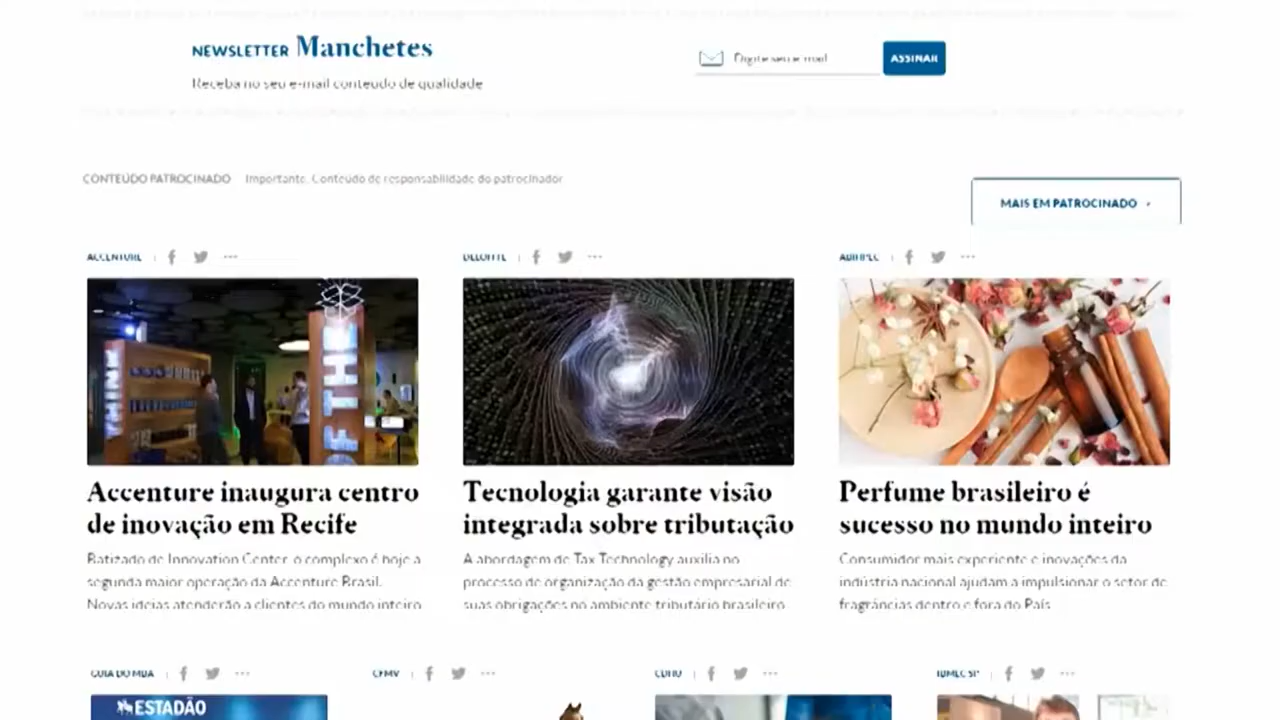 NEWSLETTER Manchetes
Digite seu e-mail
ASSINAR
Receba no seu e-mail conteúdo de qualidade
CONTEÚDO PATROCINADO Importante: Conteúdo de responsabilidade do patrocinador
MAIS EM PATROCINADO
ACCENTURE
DELOITTE
ABIHPEC
THINK
SHIFT
Accenture inaugura centro
de inovação em Recife
Batizado de Innovation Center, o complexo é hoje a
segunda maior operação da Accenture Brasil.
Novas ideias atenderão a clientes do mundo inteiro
Tecnologia garante visão
integrada sobre tributação
A abordagem de Tax Technology auxilia no
processo de organização da gestão empresarial de
suas obrigações no ambiente tributário brasileiro
Perfume brasileiro é
sucesso no mundo inteiro
Consumidor mais experiente e inovações da
indústria nacional ajudam a impulsionar o setor de
fragrâncias dentro e fora do País
GUIA DO MBA
CFMV
IBMEC SP
ESTADÃO